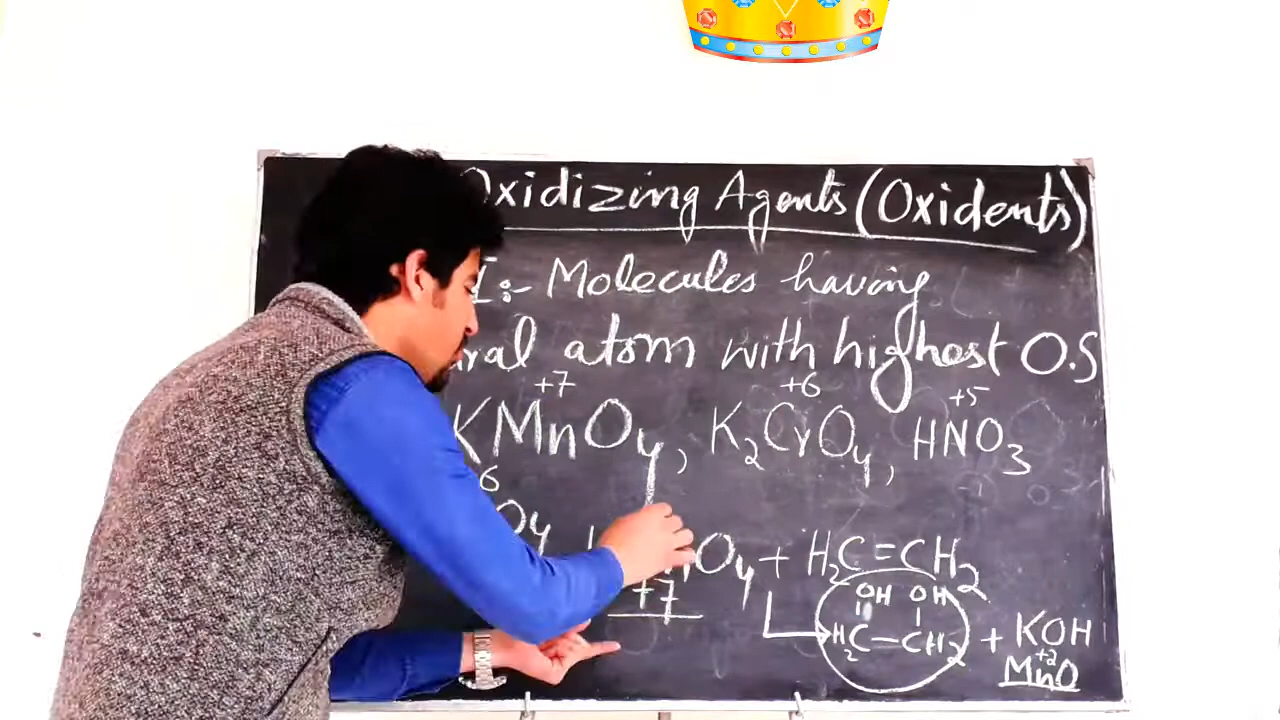 Oxidizing Agents (Oxidents)
I:- Molecules having
atom with highest O.S
+7 +6 +5
KMnO4, K2CrO4, HNO3
6
O4 O4 + H2C=CH2
+7 OH OH
H2C-CH2 + KOH
+2
MnO